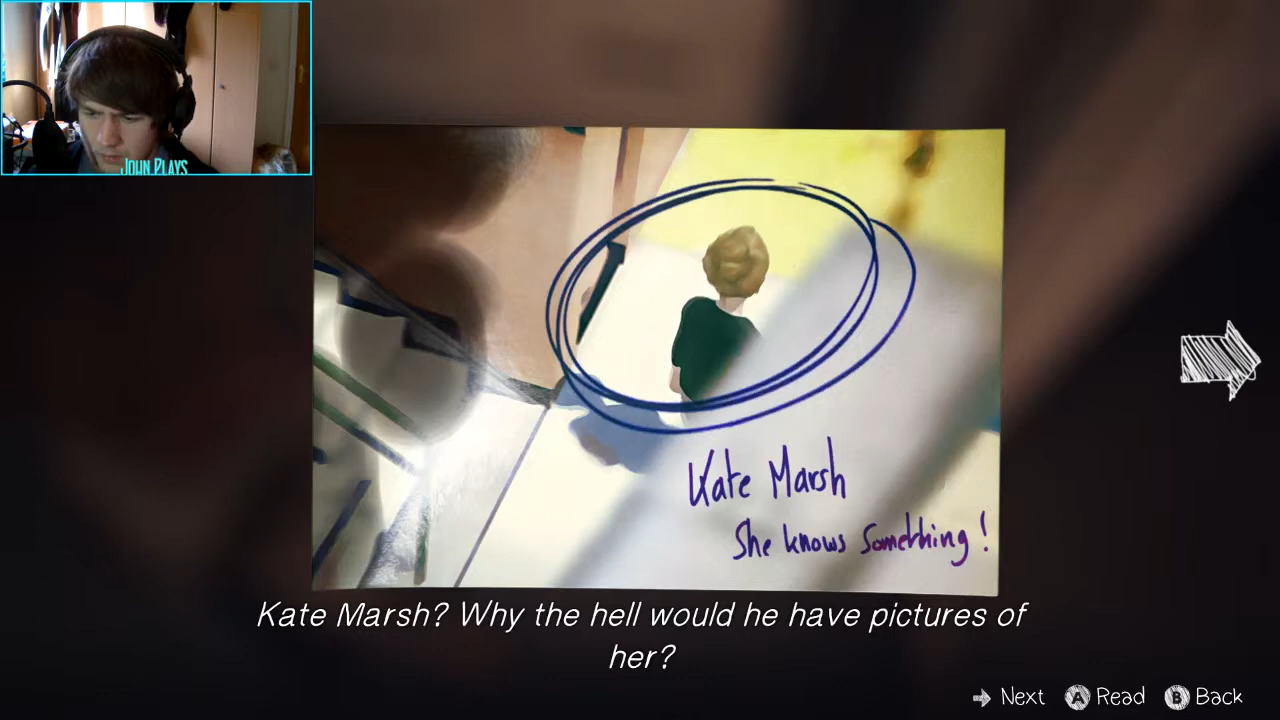 JOHN PLAYS
Kate Marsh
She knows something!
Kate Marsh? Why the hell would he have pictures of
her?
Next A Read B Back